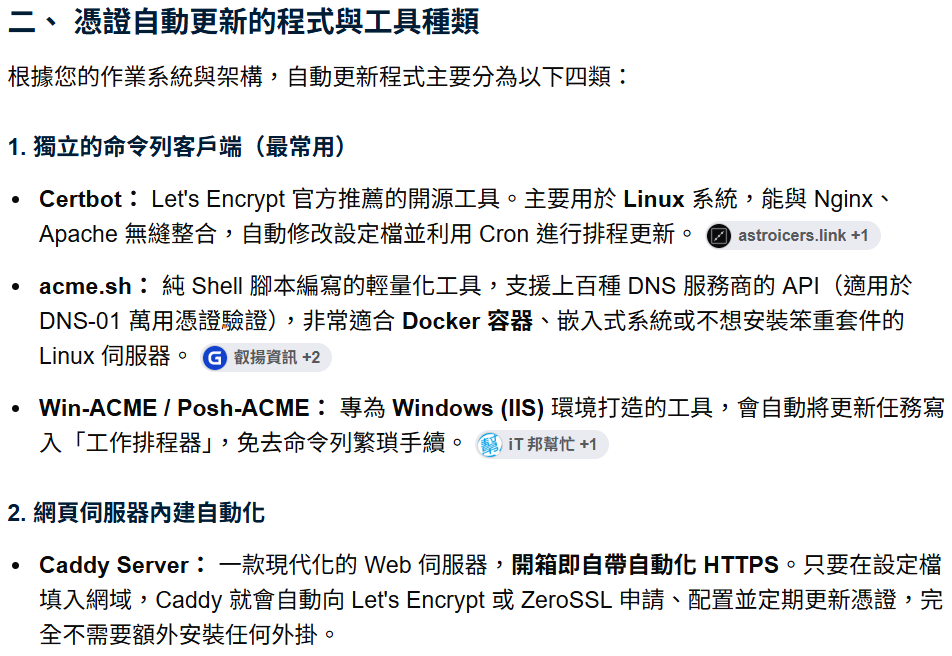 二、 憑證自動更新的程式與工具種類
根據您的作業系統與架構，自動更新程式主要分為以下四類：
1. 獨立的命令列客戶端（最常用）
• Certbot： Let's Encrypt 官方推薦的開源工具。主要用於 Linux 系統，能與 Nginx、
Apache 無縫整合，自動修改設定檔並利用 Cron 進行排程更新。 astroicers.link +1
• acme.sh： 純 Shell 腳本編寫的輕量化工具，支援上百種 DNS 服務商的 API（適用於
DNS-01 萬用憑證驗證），非常適合 Docker 容器、嵌入式系統或不想安裝笨重套件的
Linux 伺服器。 G 叡揚資訊 +2
• Win-ACME / Posh-ACME： 專為 Windows (IIS) 環境打造的工具，會自動將更新任務寫
入「工作排程器」，免去命令列繁瑣手續。 幫 iT 邦幫忙 +1
2. 網頁伺服器內建自動化
• Caddy Server： 一款現代化的 Web 伺服器，開箱即自帶自動化 HTTPS。只要在設定檔
填入網域，Caddy 就會自動向 Let's Encrypt 或 ZeroSSL 申請、配置並定期更新憑證，完
全不需要額外安裝任何外掛。